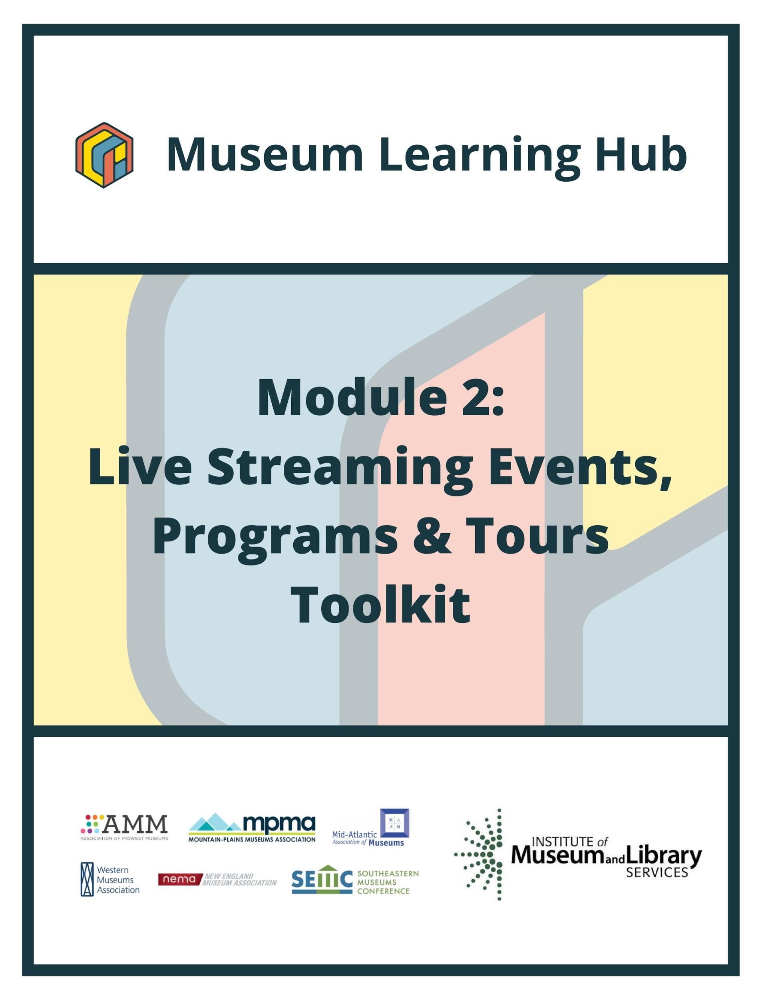 Museum Learning Hub
Module 2:
Live Streaming Events,
Programs & Tours
Toolkit
AMM
ASSOCIATION OF MIDWEST MUSEUMS
mpma
MOUNTAIN-PLAINS MUSEUMS ASSOCIATION
M A
A M
Mid-Atlantic
Association of Museums
Western
Museums
Association
nema
NEW ENGLAND
MUSEUM ASSOCIATION
SEMC
SOUTHEASTERN
MUSEUMS
CONFERENCE
INSTITUTE of
Museum and Library
SERVICES